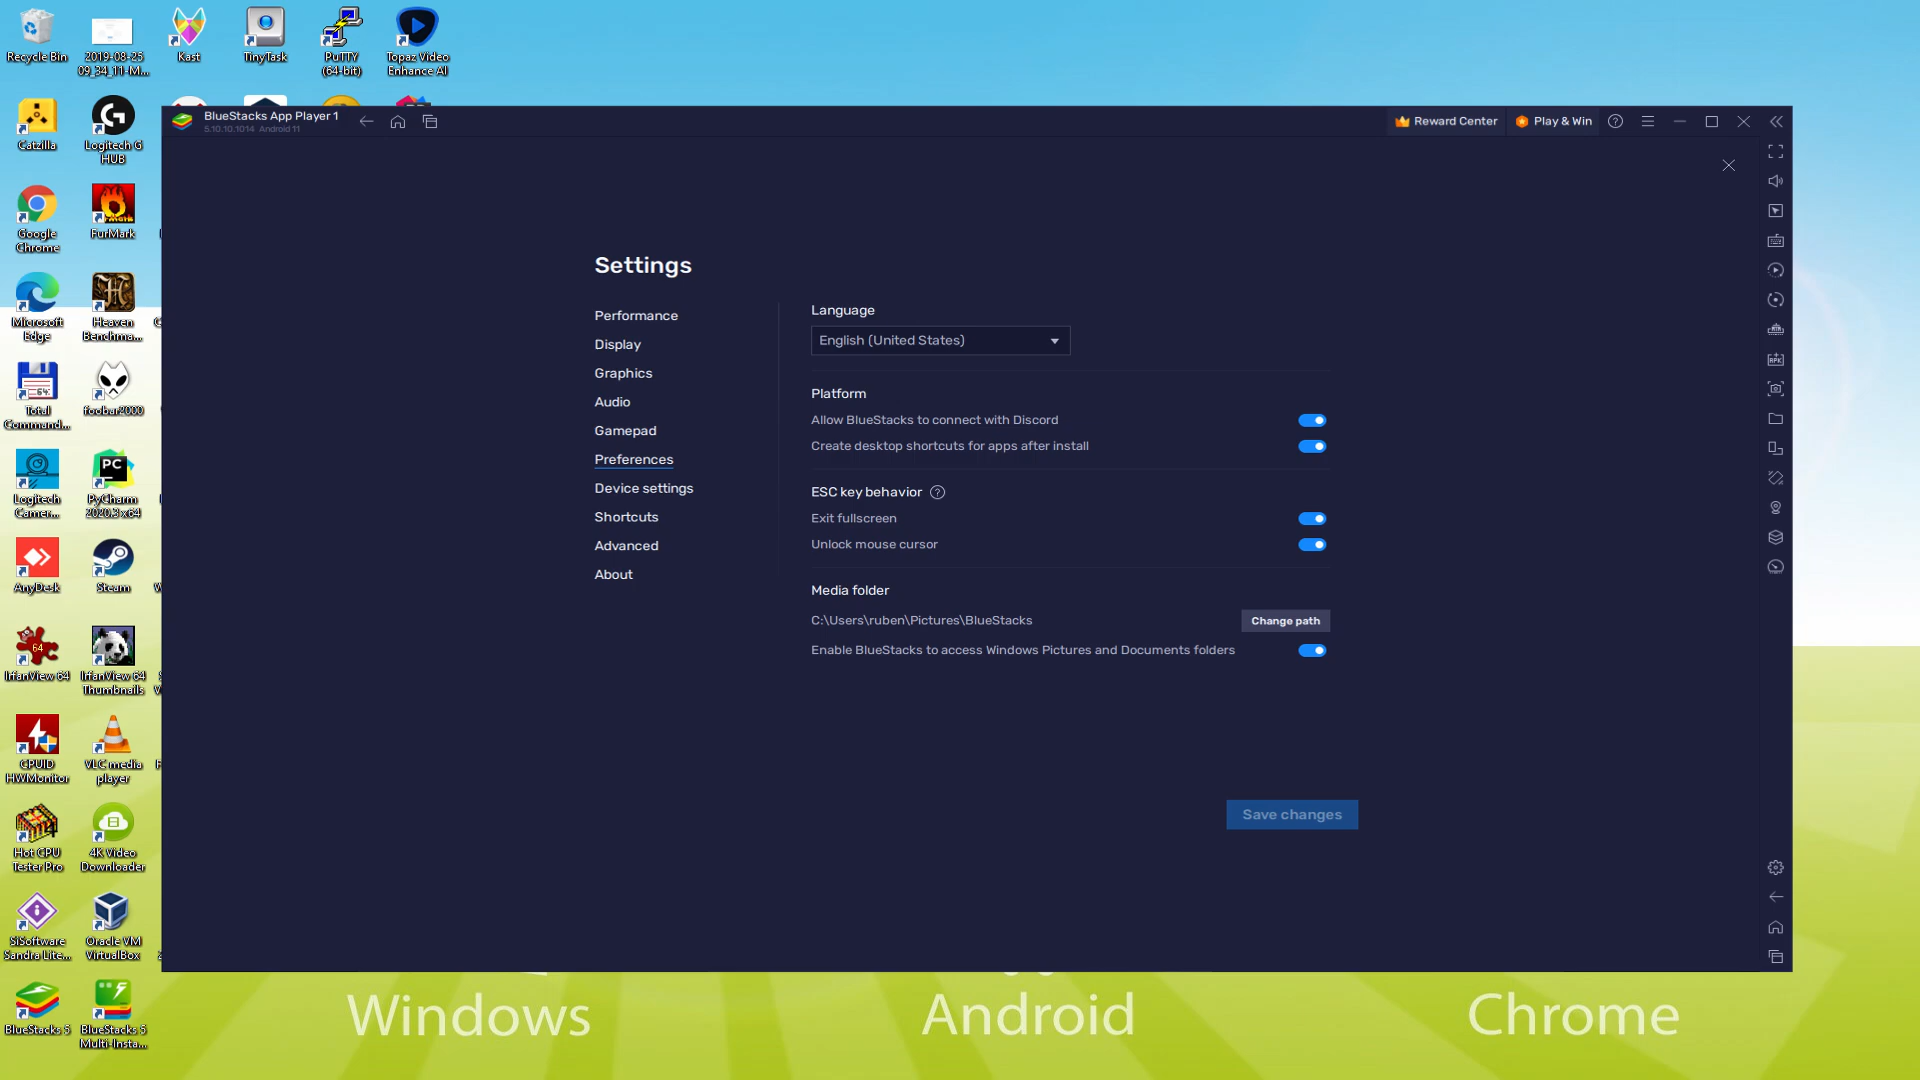 Recycle Bin
2019-08-25
09_34_11-M...
Kast
TinyTask
PuTTY
(64-bit)
Topaz Video
Enhance AI
Catzilla
Logitech G
HUB
Google
Chrome
FurMark
Microsoft
Edge
Heaven
Benchma...
Total
Command...
foobar2000
Logitech
Camer...
PyCharm
2020.3 x64
AnyDesk
Steam
IrfanView 64
IrfanView 64
Thumbnails
CPUID
HWMonitor
VLC media
player
Hot CPU
Tester Pro
4K Video
Downloader
SiSoftware
Sandra Lite...
Oracle VM
VirtualBox
BlueStacks 5
BlueStacks 5
Multi-Insta...
BlueStacks App Player 1
5.10.10.1014 Android 11
Reward Center
Play & Win
Settings
Performance
Display
Graphics
Audio
Gamepad
Preferences
Device settings
Shortcuts
Advanced
About
Language
English (United States)
Platform
Allow BlueStacks to connect with Discord
Create desktop shortcuts for apps after install
ESC key behavior
Exit fullscreen
Unlock mouse cursor
Media folder
C:\Users\ruben\Pictures\BlueStacks
Change path
Enable BlueStacks to access Windows Pictures and Documents folders
Save changes
Windows
Android
Chrome